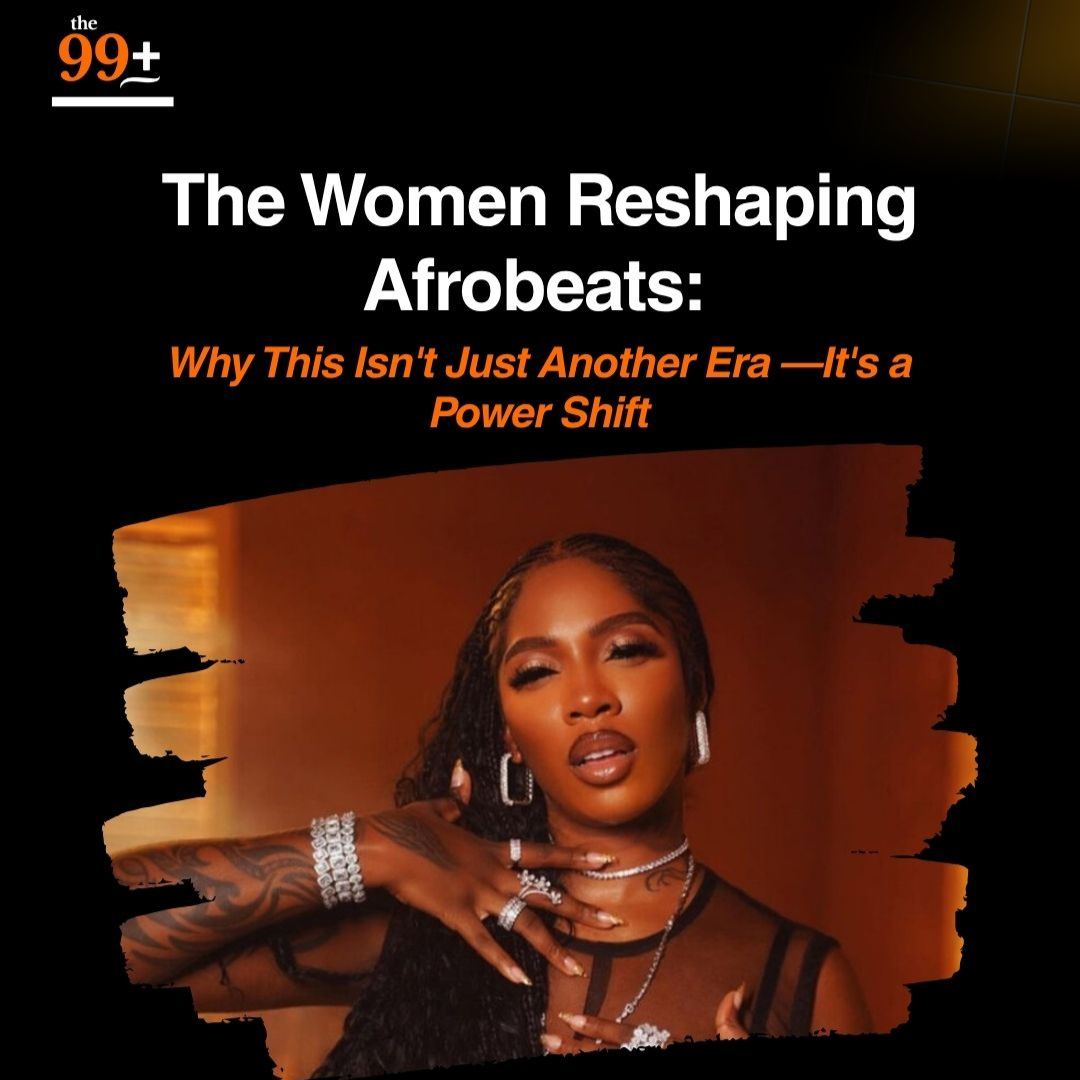 the
99+
The Women Reshaping
Afrobeats:
Why This Isn't Just Another Era —It's a
Power Shift